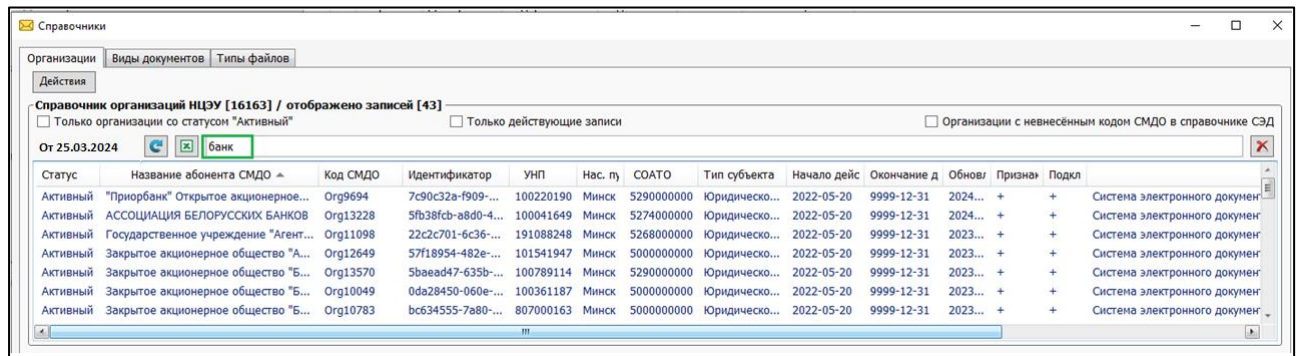 Справочники
Организации Виды документов Типы файлов
Действия
Справочник организаций НЦЭУ [16163] / отображено записей [43]
Только организации со статусом "Активный" Только действующие записи Организации с невнесённым кодом СМДО в справочнике СЭД
От 25.03.2024 банк
Статус Название абонента СМДО Код СМДО Идентификатор УНП Нас. пу СОАТО Тип субъекта Начало дейс Окончание д Обновл Признак Подкл
Активный "Приорбанк" Открытое акционерное... Org9694 7c90c32a-f909-... 100220190 Минск 5290000000 Юридическо... 2022-05-20 9999-12-31 2024... + + Система электронного документ
Активный АССОЦИАЦИЯ БЕЛОРУССКИХ БАНКОВ Org13228 5fb38fcb-a8d0-4... 100041649 Минск 5274000000 Юридическо... 2022-05-20 9999-12-31 2024... + + Система электронного документ
Активный Государственное учреждение "Агент... Org11098 22c2c701-6c36-... 191088248 Минск 5268000000 Юридическо... 2022-05-20 9999-12-31 2023... + + Система электронного документ
Активный Закрытое акционерное общество "А... Org12649 57f18954-482e-... 101541947 Минск 5000000000 Юридическо... 2022-05-20 9999-12-31 2023... + + Система электронного документ
Активный Закрытое акционерное общество "Б... Org13570 5baead47-635b-... 100789114 Минск 5290000000 Юридическо... 2022-05-20 9999-12-31 2023... + + Система электронного документ
Активный Закрытое акционерное общество "Б... Org10049 0da28450-060e-... 100361187 Минск 5000000000 Юридическо... 2022-05-20 9999-12-31 2023... + + Система электронного документ
Активный Закрытое акционерное общество "Б... Org10783 bc634555-7a80-... 807000163 Минск 5000000000 Юридическо... 2022-05-20 9999-12-31 2023... + + Система электронного документ